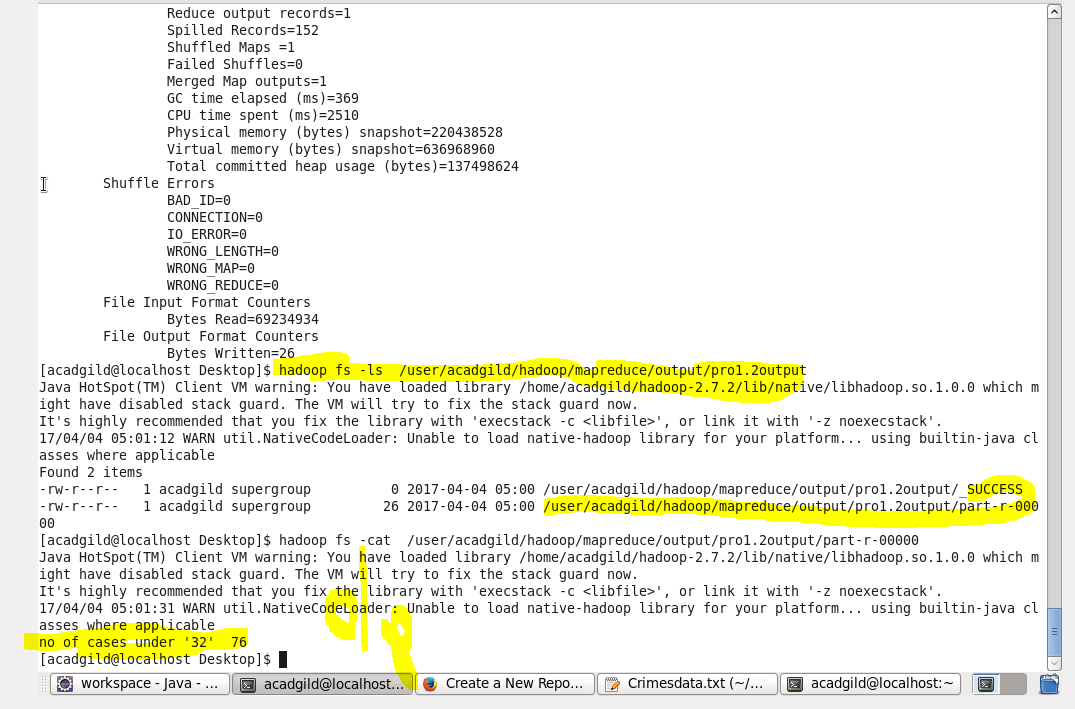 Reduce output records=1
Spilled Records=152
Shuffled Maps =1
Failed Shuffles=0
Merged Map outputs=1
GC time elapsed (ms)=369
CPU time spent (ms)=2510
Physical memory (bytes) snapshot=220438528
Virtual memory (bytes) snapshot=636968960
Total committed heap usage (bytes)=137498624
Shuffle Errors
BAD_ID=0
CONNECTION=0
IO_ERROR=0
WRONG_LENGTH=0
WRONG_MAP=0
WRONG_REDUCE=0
File Input Format Counters
Bytes Read=69234934
File Output Format Counters
Bytes Written=26
[acadgild@localhost Desktop]$ hadoop fs -ls  /user/acadgild/hadoop/mapreduce/output/pro1.2output
Java HotSpot(TM) Client VM warning: You have loaded library /home/acadgild/hadoop-2.7.2/lib/native/libhadoop.so.1.0.0 which m
ight have disabled stack guard. The VM will try to fix the stack guard now.
It's highly recommended that you fix the library with 'execstack -c <libfile>', or link it with '-z noexecstack'.
17/04/04 05:01:12 WARN util.NativeCodeLoader: Unable to load native-hadoop library for your platform... using builtin-java cl
asses where applicable
Found 2 items
-rw-r--r--   1 acadgild supergroup          0 2017-04-04 05:00 /user/acadgild/hadoop/mapreduce/output/pro1.2output/_SUCCESS
-rw-r--r--   1 acadgild supergroup         26 2017-04-04 05:00 /user/acadgild/hadoop/mapreduce/output/pro1.2output/part-r-000
00
[acadgild@localhost Desktop]$ hadoop fs -cat  /user/acadgild/hadoop/mapreduce/output/pro1.2output/part-r-00000
Java HotSpot(TM) Client VM warning: You have loaded library /home/acadgild/hadoop-2.7.2/lib/native/libhadoop.so.1.0.0 which m
ight have disabled stack guard. The VM will try to fix the stack guard now.
It's highly recommended that you fix the library with 'execstack -c <libfile>', or link it with '-z noexecstack'.
17/04/04 05:01:31 WARN util.NativeCodeLoader: Unable to load native-hadoop library for your platform... using builtin-java cl
asses where applicable
no of cases under '32'  76
[acadgild@localhost Desktop]$
workspace - Java - ... acadgild@localhost... Create a New Repo... Crimesdata.txt (~/... acadgild@localhost:~